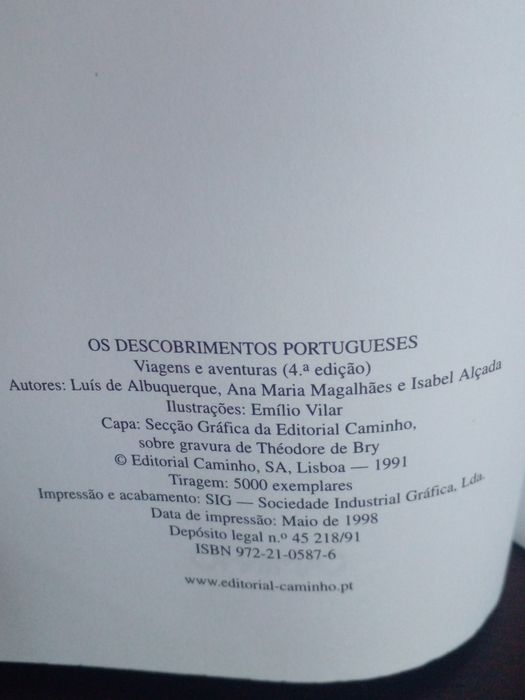 OS DESCOBRIMENTOS PORTUGUESES
Viagens e aventuras (4.ª edição)
Autores: Luís de Albuquerque, Ana Maria Magalhães e Isabel Alçada
Ilustrações: Emílio Vilar
Capa: Secção Gráfica da Editorial Caminho,
sobre gravura de Théodore de Bry
© Editorial Caminho, SA, Lisboa — 1991
Tiragem: 5000 exemplares
Impressão e acabamento: SIG — Sociedade Industrial Gráfica, Lda.
Data de impressão: Maio de 1998
Depósito legal n.º 45 218/91
ISBN 972-21-0587-6
www.editorial-caminho.pt